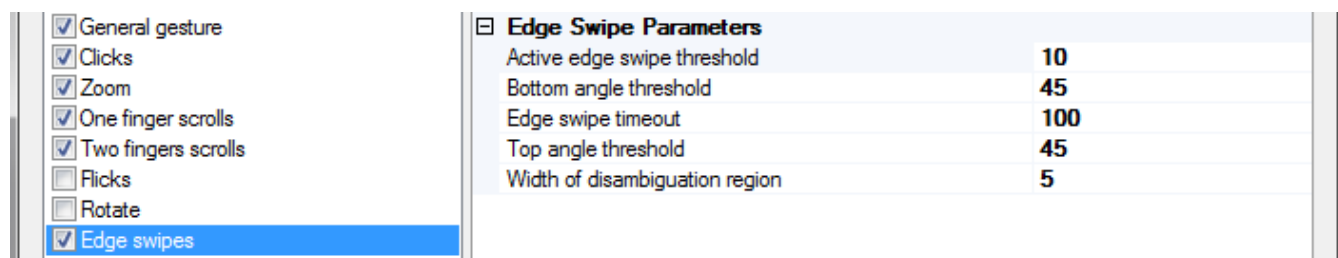 General gesture
Clicks
Zoom
One finger scrolls
Two fingers scrolls
Flicks
Rotate
Edge swipes
Edge Swipe Parameters
Active edge swipe threshold 10
Bottom angle threshold 45
Edge swipe timeout 100
Top angle threshold 45
Width of disambiguation region 5